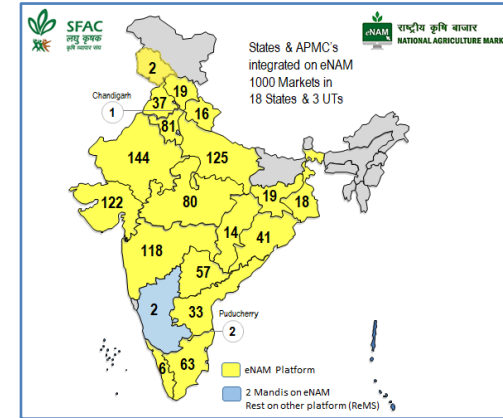 SFAC
लघु कृषक
कृषि व्यापार संघ
eNAM
राष्ट्रीय कृषि बाजार
NATIONAL AGRICULTURE MARK
States & APMC's
integrated on eNAM
1000 Markets in
18 States & 3 UTs
2
19
Chandigarh
37
1
16
81
144
125
122
80
19
18
14
41
118
57
2
33
Puducherry
2
6
63
eNAM Platform
2 Mandis on eNAM
Rest on other platform (ReMS)